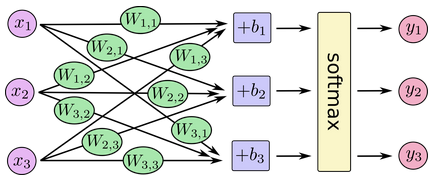 x₁ W₁,₁ +b₁ y₁
W₂,₁ W₁,₃
W₁,₂
x₂ W₂,₂ +b₂ softmax y₂
W₃,₂
W₂,₃ W₃,₁
x₃ W₃,₃ +b₃ y₃